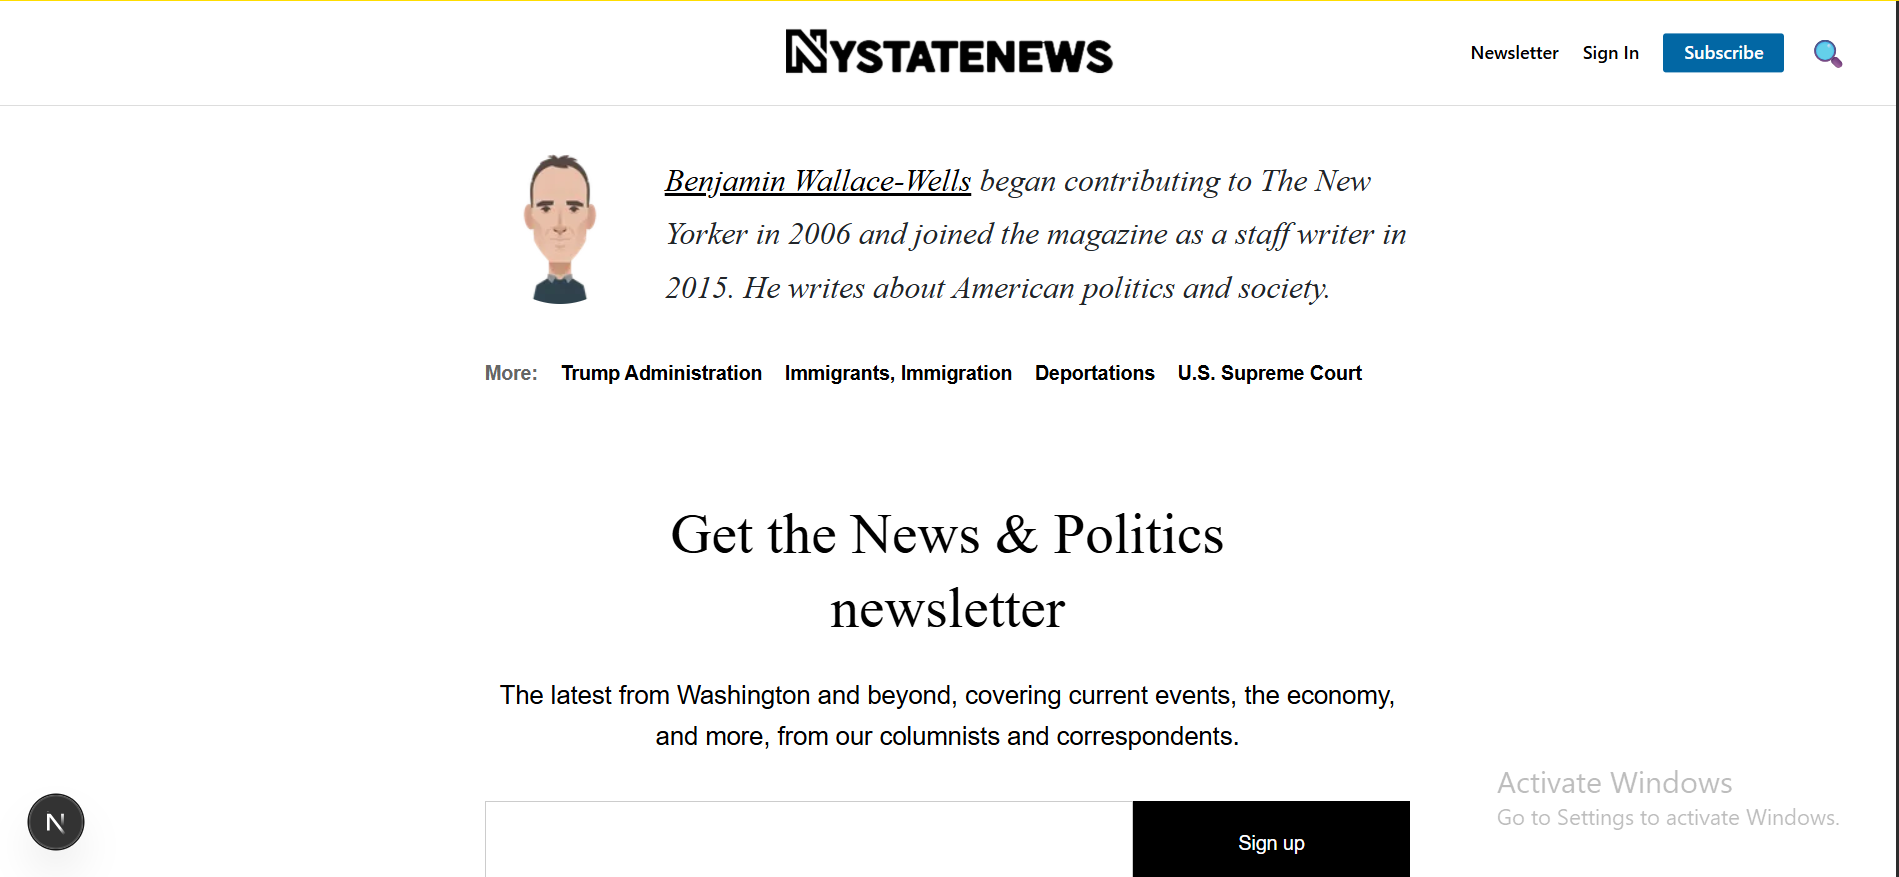 NYSTATENEWS
Newsletter Sign In Subscribe
Benjamin Wallace-Wells began contributing to The New
Yorker in 2006 and joined the magazine as a staff writer in
2015. He writes about American politics and society.
More: Trump Administration Immigrants, Immigration Deportations U.S. Supreme Court
Get the News & Politics
newsletter
The latest from Washington and beyond, covering current events, the economy,
and more, from our columnists and correspondents.
Activate Windows
Go to Settings to activate Windows.
N
Sign up